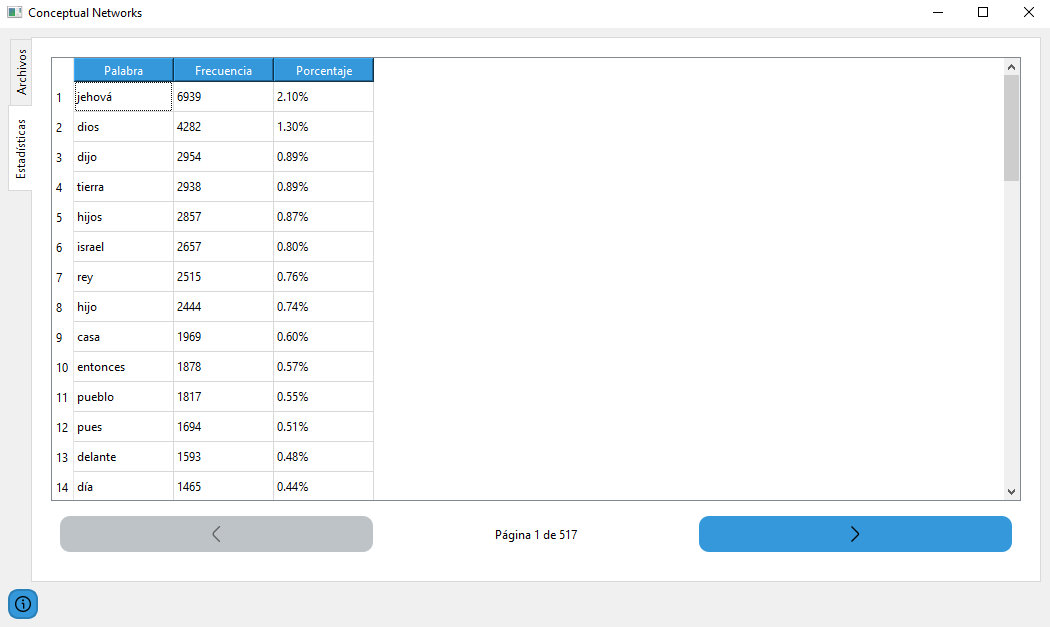 Conceptual Networks
Archivos
Estadísticas
Palabra Frecuencia Porcentaje
1 jehová 6939 2.10%
2 dios 4282 1.30%
3 dijo 2954 0.89%
4 tierra 2938 0.89%
5 hijos 2857 0.87%
6 israel 2657 0.80%
7 rey 2515 0.76%
8 hijo 2444 0.74%
9 casa 1969 0.60%
10 entonces 1878 0.57%
11 pueblo 1817 0.55%
12 pues 1694 0.51%
13 delante 1593 0.48%
14 día 1465 0.44%
Página 1 de 517